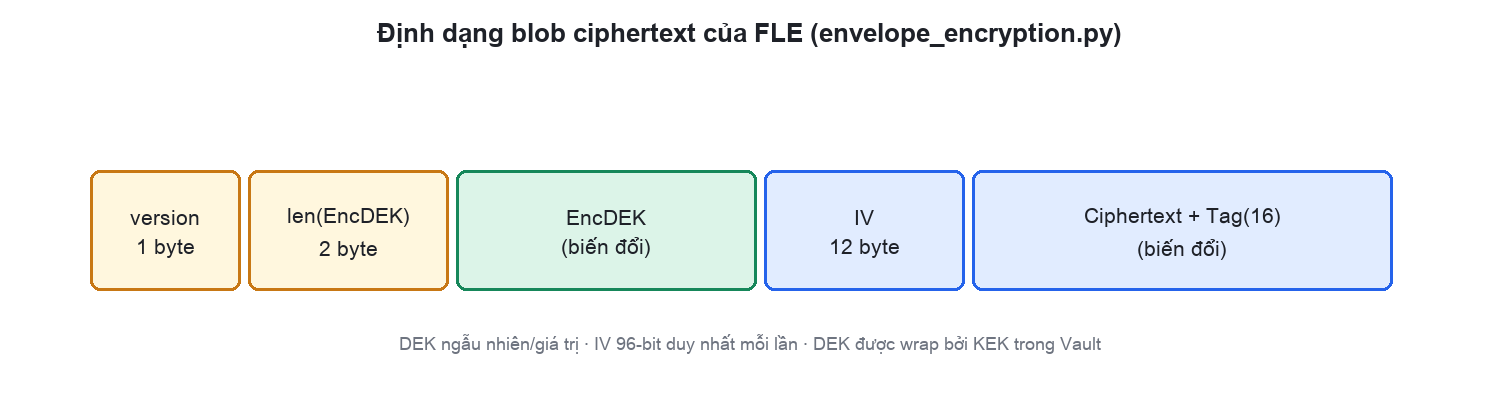 Định dạng blob ciphertext của FLE (envelope_encryption.py)
version
1 byte
len(EncDEK)
2 byte
EncDEK
(biến đổi)
IV
12 byte
Ciphertext + Tag(16)
(biến đổi)
DEK ngẫu nhiên/giá trị · IV 96-bit duy nhất mỗi lần · DEK được wrap bởi KEK trong Vault